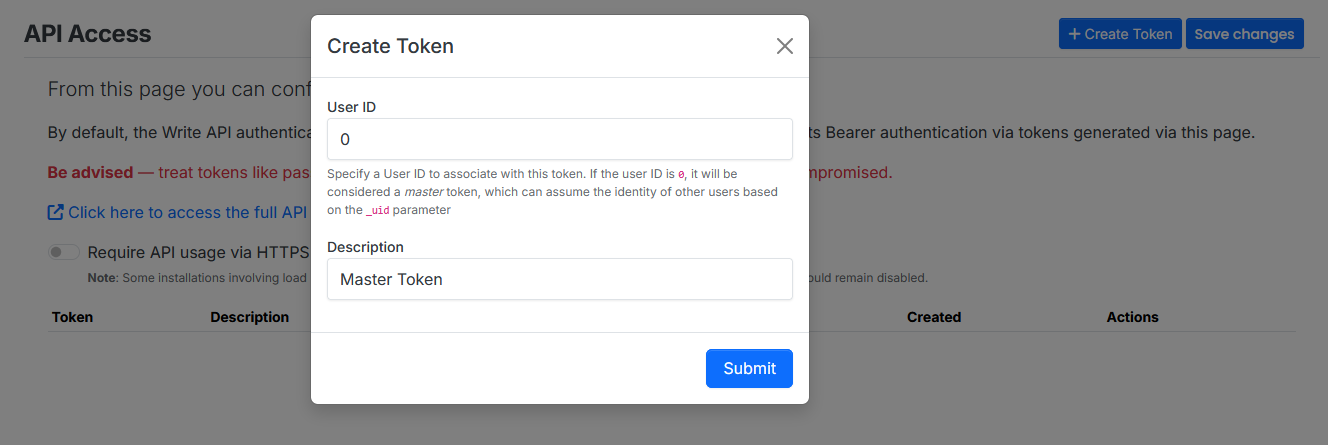 API Access
+ Create Token
Save changes
Create Token
From this page you can conf
By default, the Write API authentica
ts Bearer authentication via tokens generated via this page.
Be advised — treat tokens like pas
mpromised.
Click here to access the full API
Require API usage via HTTPS
Note: Some installations involving load
ould remain disabled.
Token Description Created Actions
User ID
0
Specify a User ID to associate with this token. If the user ID is 0, it will be
considered a master token, which can assume the identity of other users based
on the _uid parameter
Description
Master Token
Submit